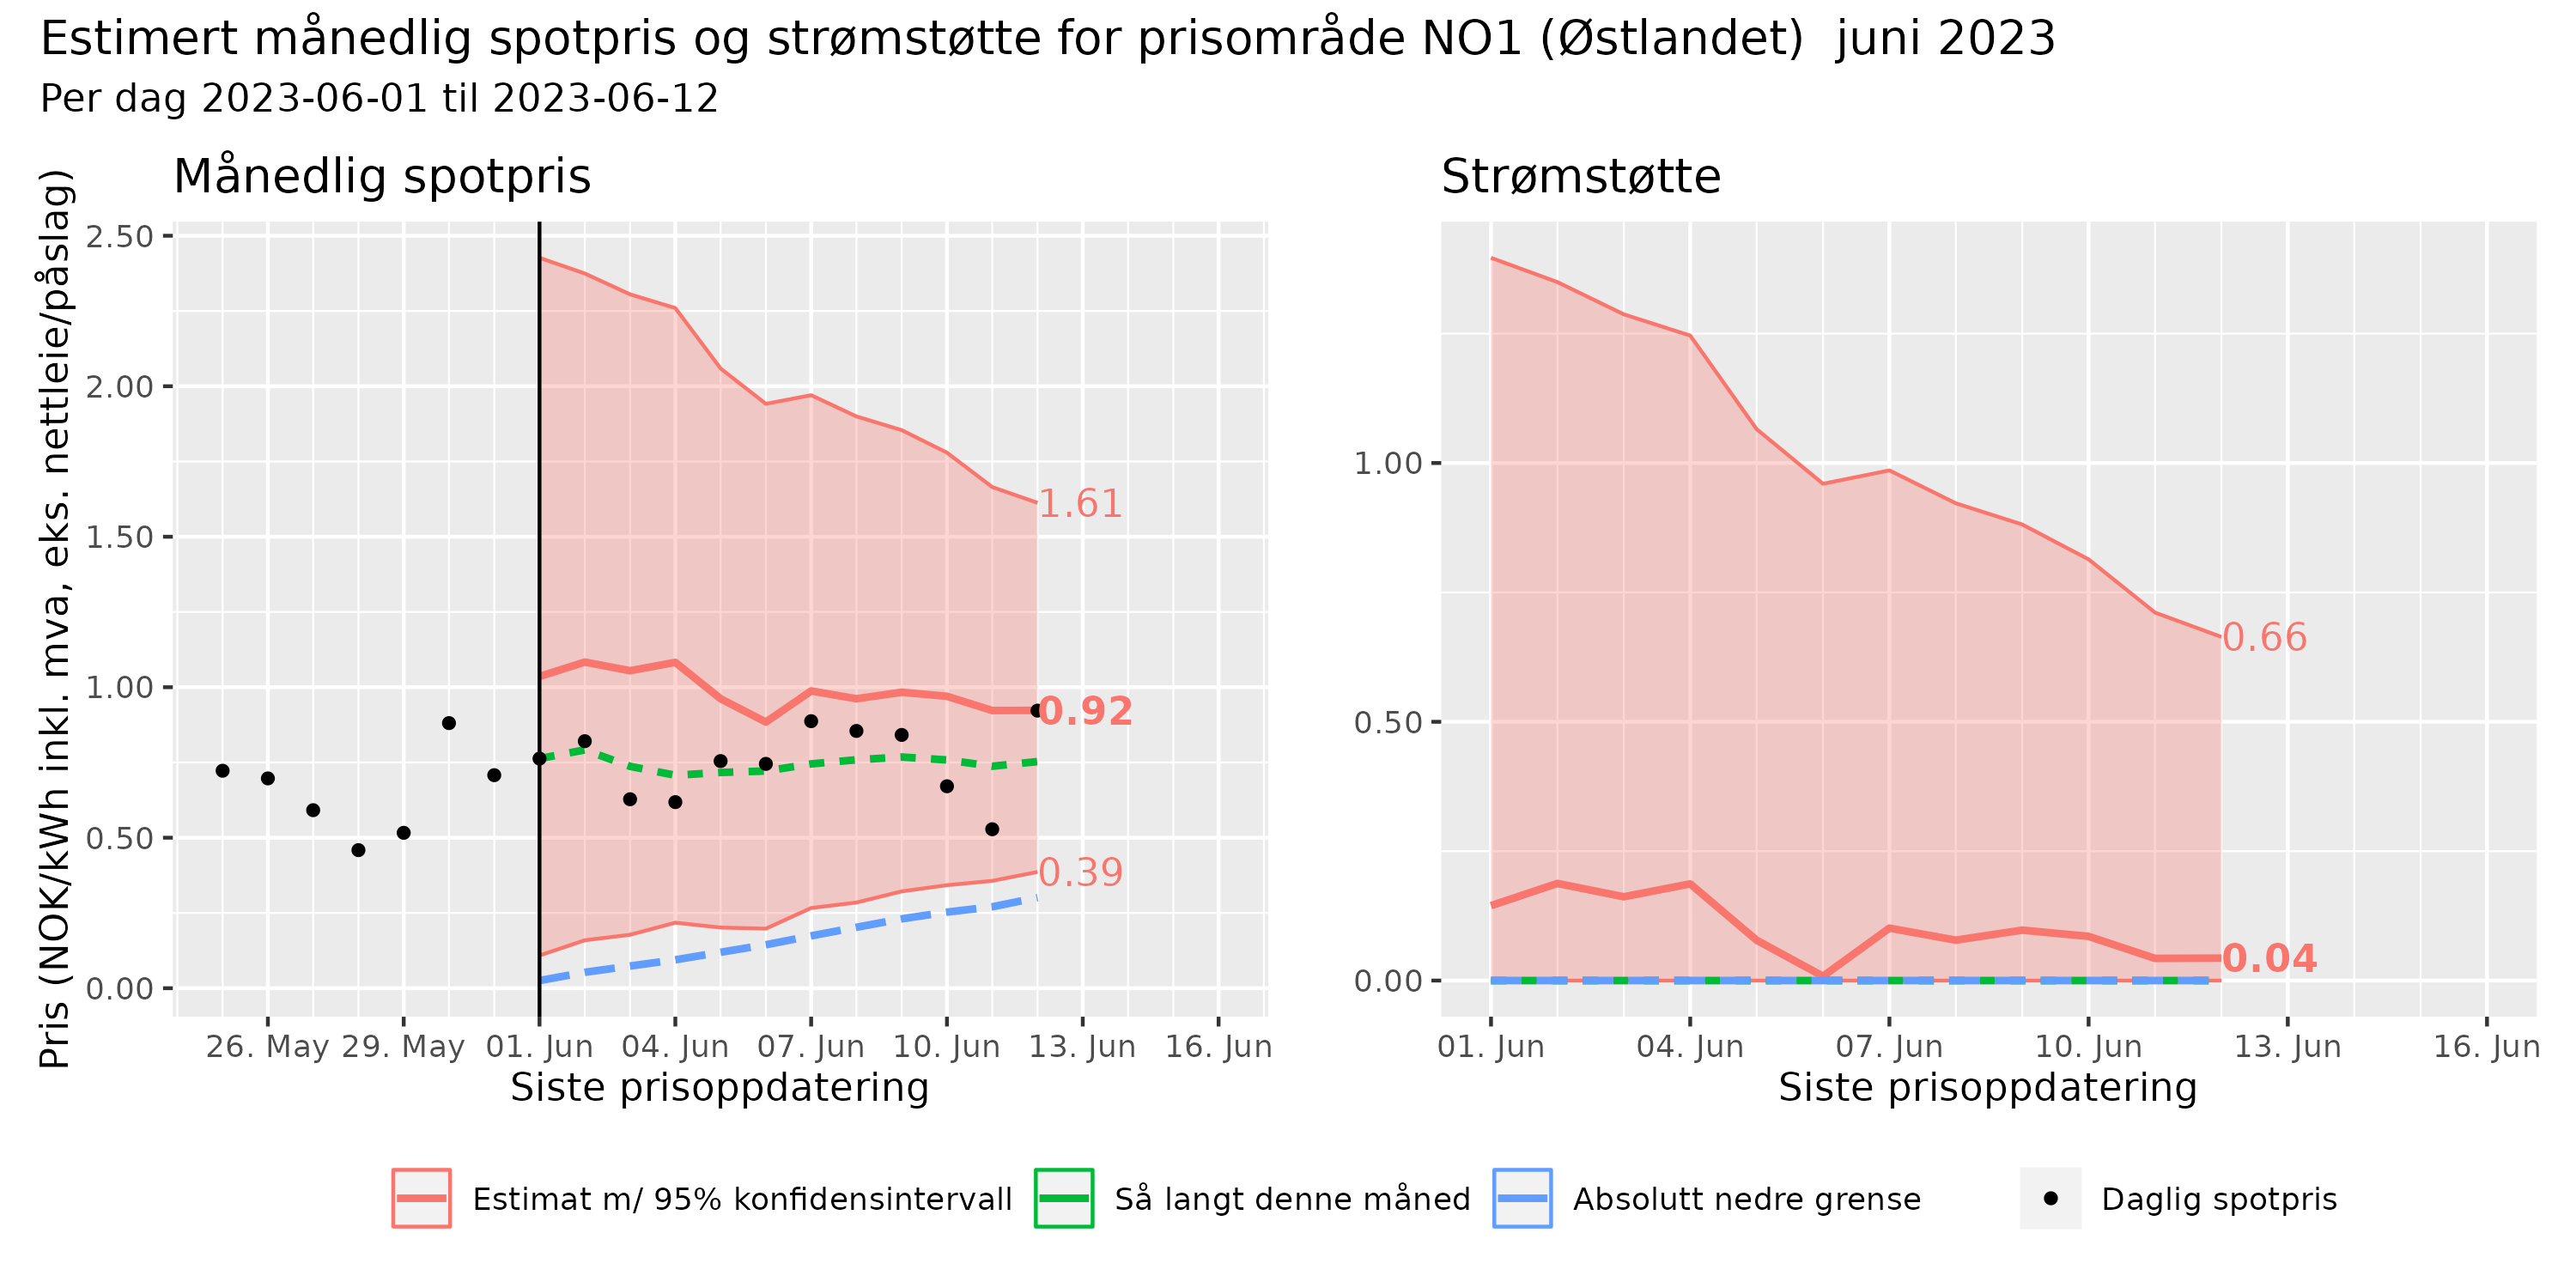 Estimert månedlig spotpris og strømstøtte for prisområde NO1 (Østlandet)  juni 2023
Per dag 2023-06-01 til 2023-06-12
Månedlig spotpris
Pris (NOK/kWh inkl. mva, eks. nettleie/påslag)
2.50
2.00
1.50
1.00
0.50
0.00
1.61
0.92
0.39
26. May 29. May 01. Jun 04. Jun 07. Jun 10. Jun 13. Jun 16. Jun
Siste prisoppdatering
Strømstøtte
1.00
0.50
0.00
0.66
0.04
01. Jun 04. Jun 07. Jun 10. Jun 13. Jun 16. Jun
Siste prisoppdatering
Estimat m/ 95% konfidensintervall Så langt denne måned Absolutt nedre grense Daglig spotpris